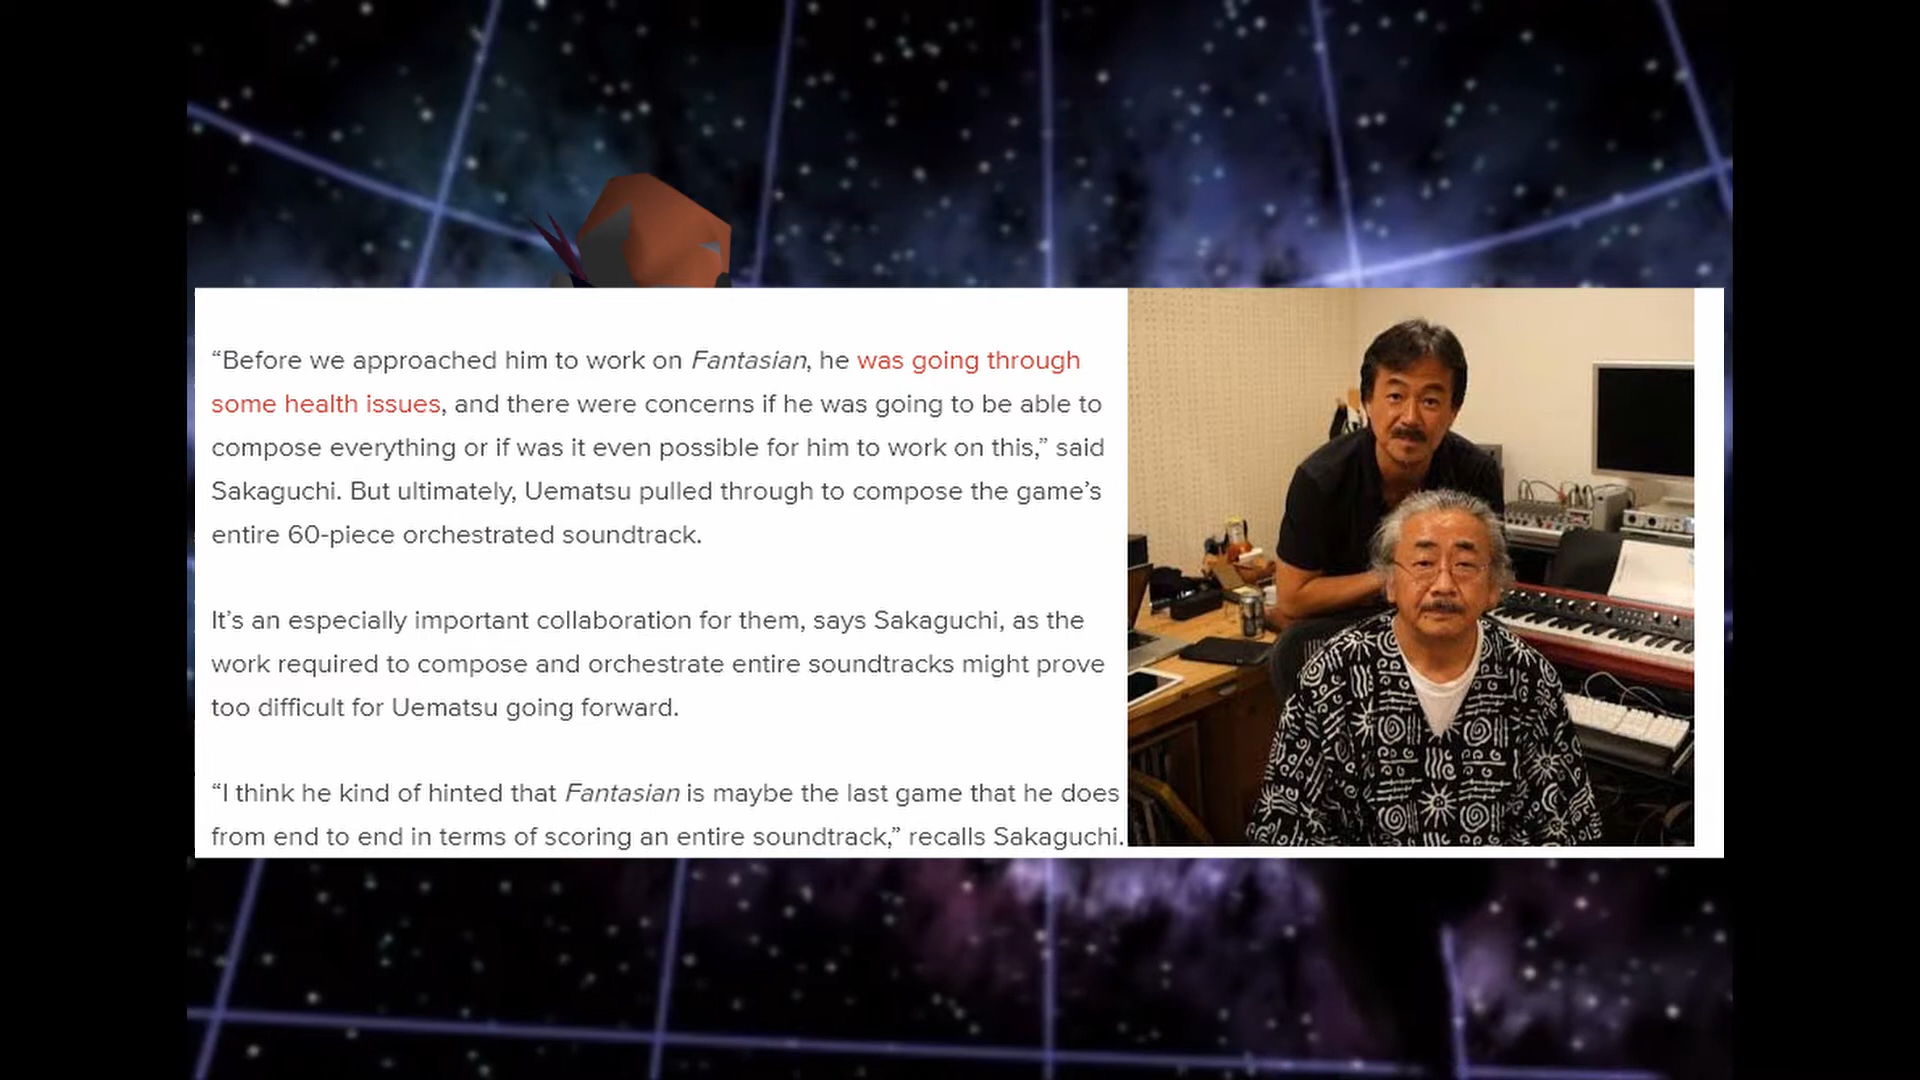 “Before we approached him to work on Fantasian, he was going through
some health issues, and there were concerns if he was going to be able to
compose everything or if was it even possible for him to work on this,” said
Sakaguchi. But ultimately, Uematsu pulled through to compose the game’s
entire 60-piece orchestrated soundtrack.
It’s an especially important collaboration for them, says Sakaguchi, as the
work required to compose and orchestrate entire soundtracks might prove
too difficult for Uematsu going forward.
“I think he kind of hinted that Fantasian is maybe the last game that he does
from end to end in terms of scoring an entire soundtrack,” recalls Sakaguchi.